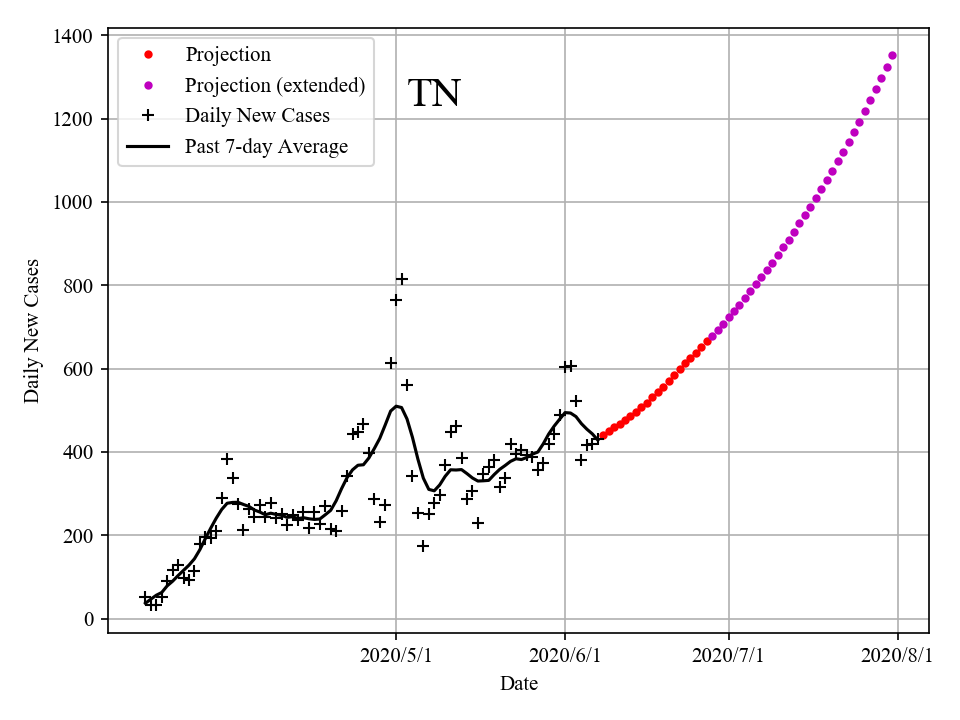 1400
1200
1000
800
600
400
200
0
Daily New Cases
Projection
Projection (extended)
Daily New Cases
Past 7-day Average
TN
2020/5/1 2020/6/1 2020/7/1 2020/8/1
Date